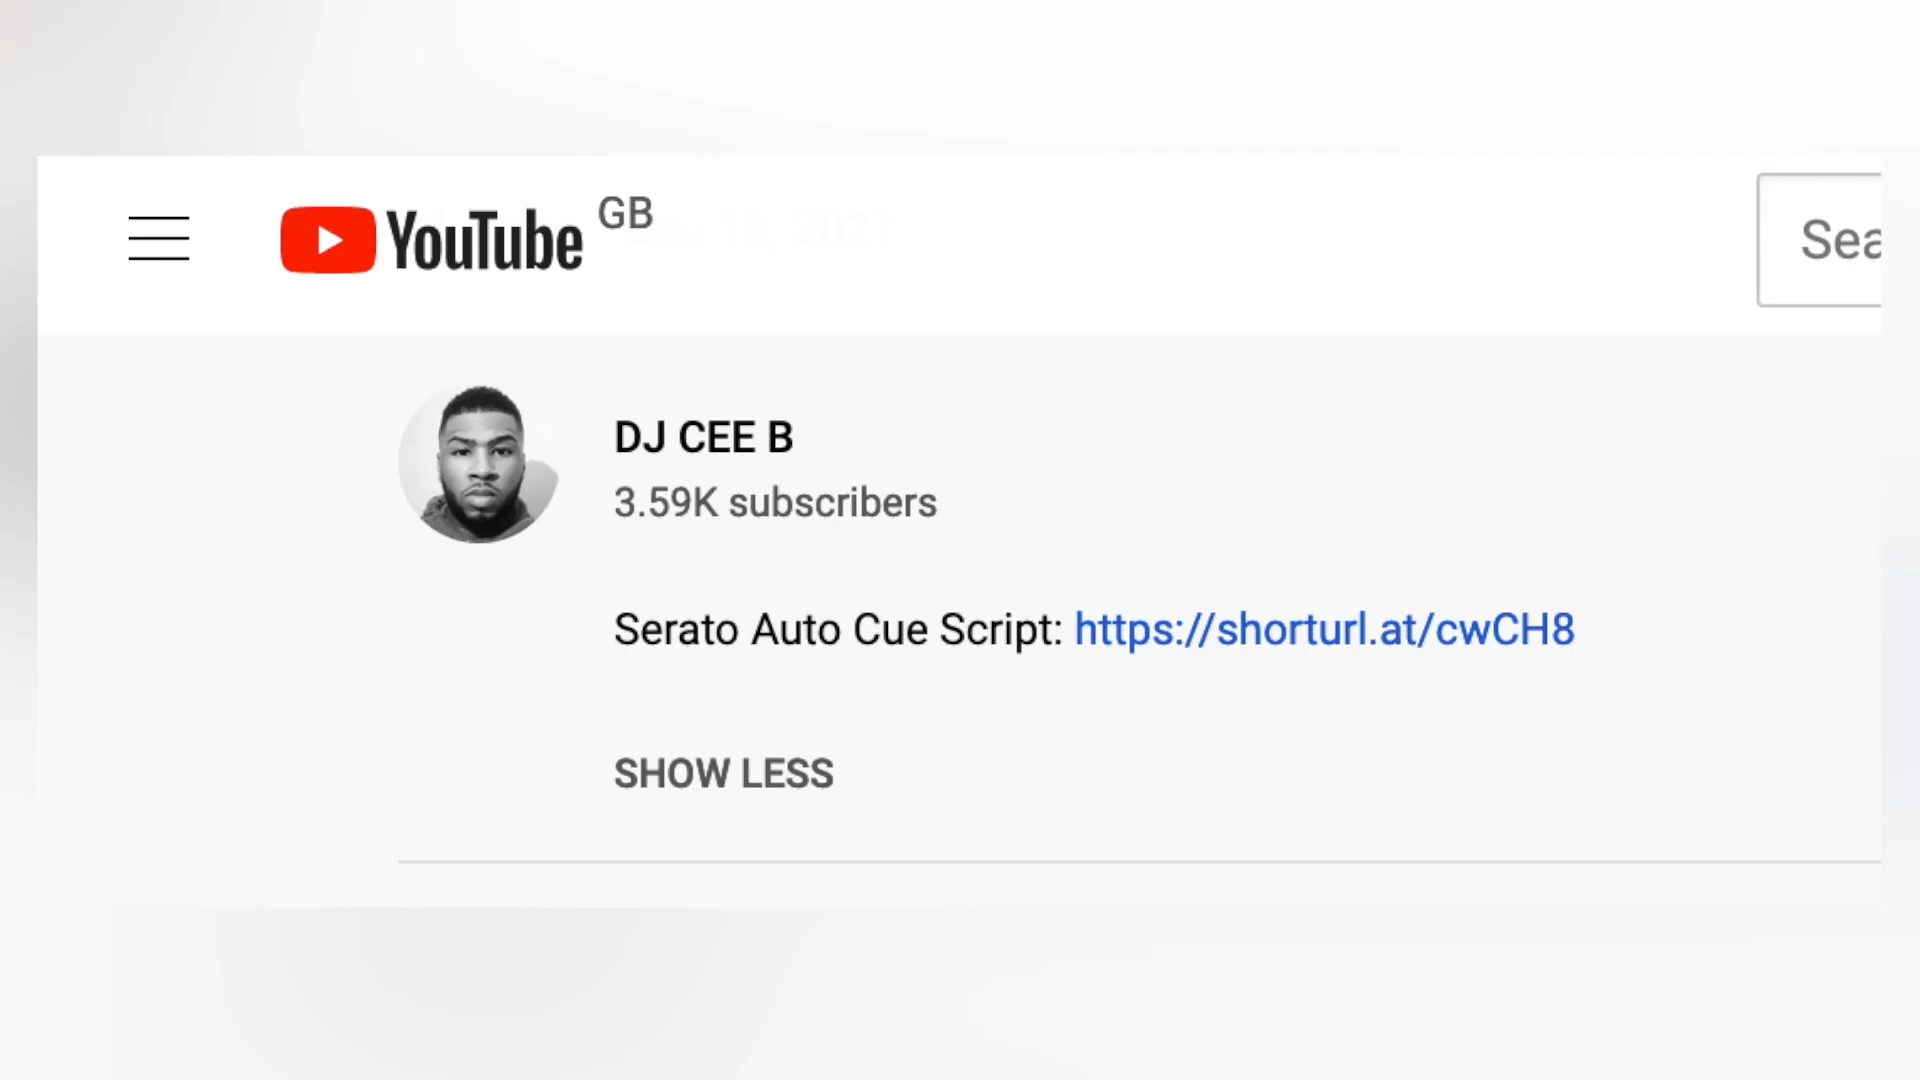 YouTube GB
Sea
DJ CEE B
3.59K subscribers
Serato Auto Cue Script: https://shorturl.at/cwCH8
SHOW LESS